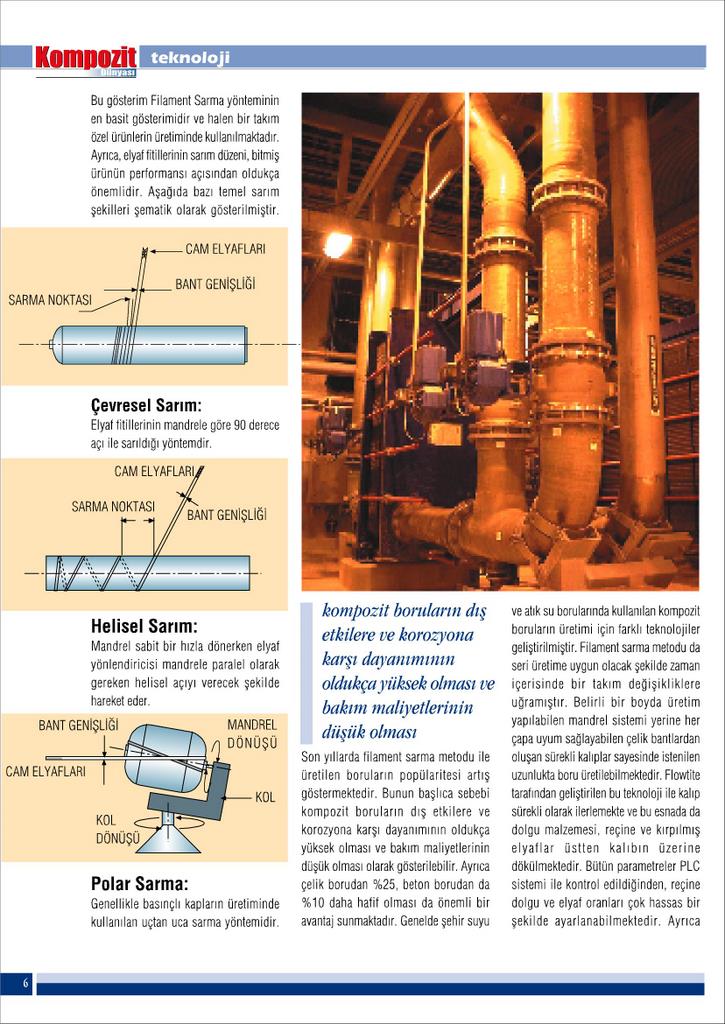 Kompozit
Dünyası
teknoloji
Bu gösterim Filament Sarma yönteminin
en basit gösterimidir ve halen bir takım
özel ürünlerin üretiminde kullanılmaktadır.
Ayrıca, elyaf fitillerinin sarım düzeni, bitmiş
ürünün performansı açısından oldukça
önemlidir. Aşağıda bazı temel sarım
şekilleri şematik olarak gösterilmiştir.
CAM ELYAFLARI
BANT GENİŞLİĞİ
SARMA NOKTASI
Çevresel Sarım:
Elyaf fitillerinin mandrele göre 90 derece
açı ile sarıldığı yöntemdir.
CAM ELYAFLARI
SARMA NOKTASI
BANT GENİŞLİĞİ
Helisel Sarım:
Mandrel sabit bir hızla dönerken elyaf
yönlendiricisi mandrele paralel olarak
gereken helisel açıyı verecek şekilde
hareket eder.
BANT GENİŞLİĞİ
MANDREL
DÖNÜŞÜ
CAM ELYAFLARI
KOL
KOL
DÖNÜŞÜ
Polar Sarma:
Genellikle basınçlı kapların üretiminde
kullanılan uçtan uca sarma yöntemidir.
kompozit boruların dış
etkilere ve korozyona
karşı dayanımının
oldukça yüksek olması ve
bakım maliyetlerinin
düşük olması
Son yıllarda filament sarma metodu ile
üretilen boruların popülaritesi artış
göstermektedir. Bunun başlıca sebebi
kompozit boruların dış etkilere ve
korozyona karşı dayanımının oldukça
yüksek olması ve bakım maliyetlerinin
düşük olması olarak gösterilebilir. Ayrıca
çelik borudan %25, beton borudan da
%10 daha hafif olması da önemli bir
avantaj sunmaktadır. Genelde şehir suyu
ve atık su borularında kullanılan kompozit
boruların üretimi için farklı teknolojiler
geliştirilmiştir. Filament sarma metodu da
seri üretime uygun olacak şekilde zaman
içerisinde bir takım değişikliklere
uğramıştır. Belirli bir boyda üretim
yapılabilen mandrel sistemi yerine her
çapa uyum sağlayabilen çelik bantlardan
oluşan sürekli kalıplar sayesinde istenilen
uzunlukta boru üretilebilmektedir. Flowtite
tarafından geliştirilen bu teknoloji ile kalıp
sürekli olarak ilerlemekte ve bu esnada da
dolgu malzemesi, reçine ve kırpılmış
elyaflar üstten kalıbın üzerine
dökülmektedir. Bütün parametreler PLC
sistemi ile kontrol edildiğinden, reçine
dolgu ve elyaf oranları çok hassas bir
şekilde ayarlanabilmektedir. Ayrıca
6